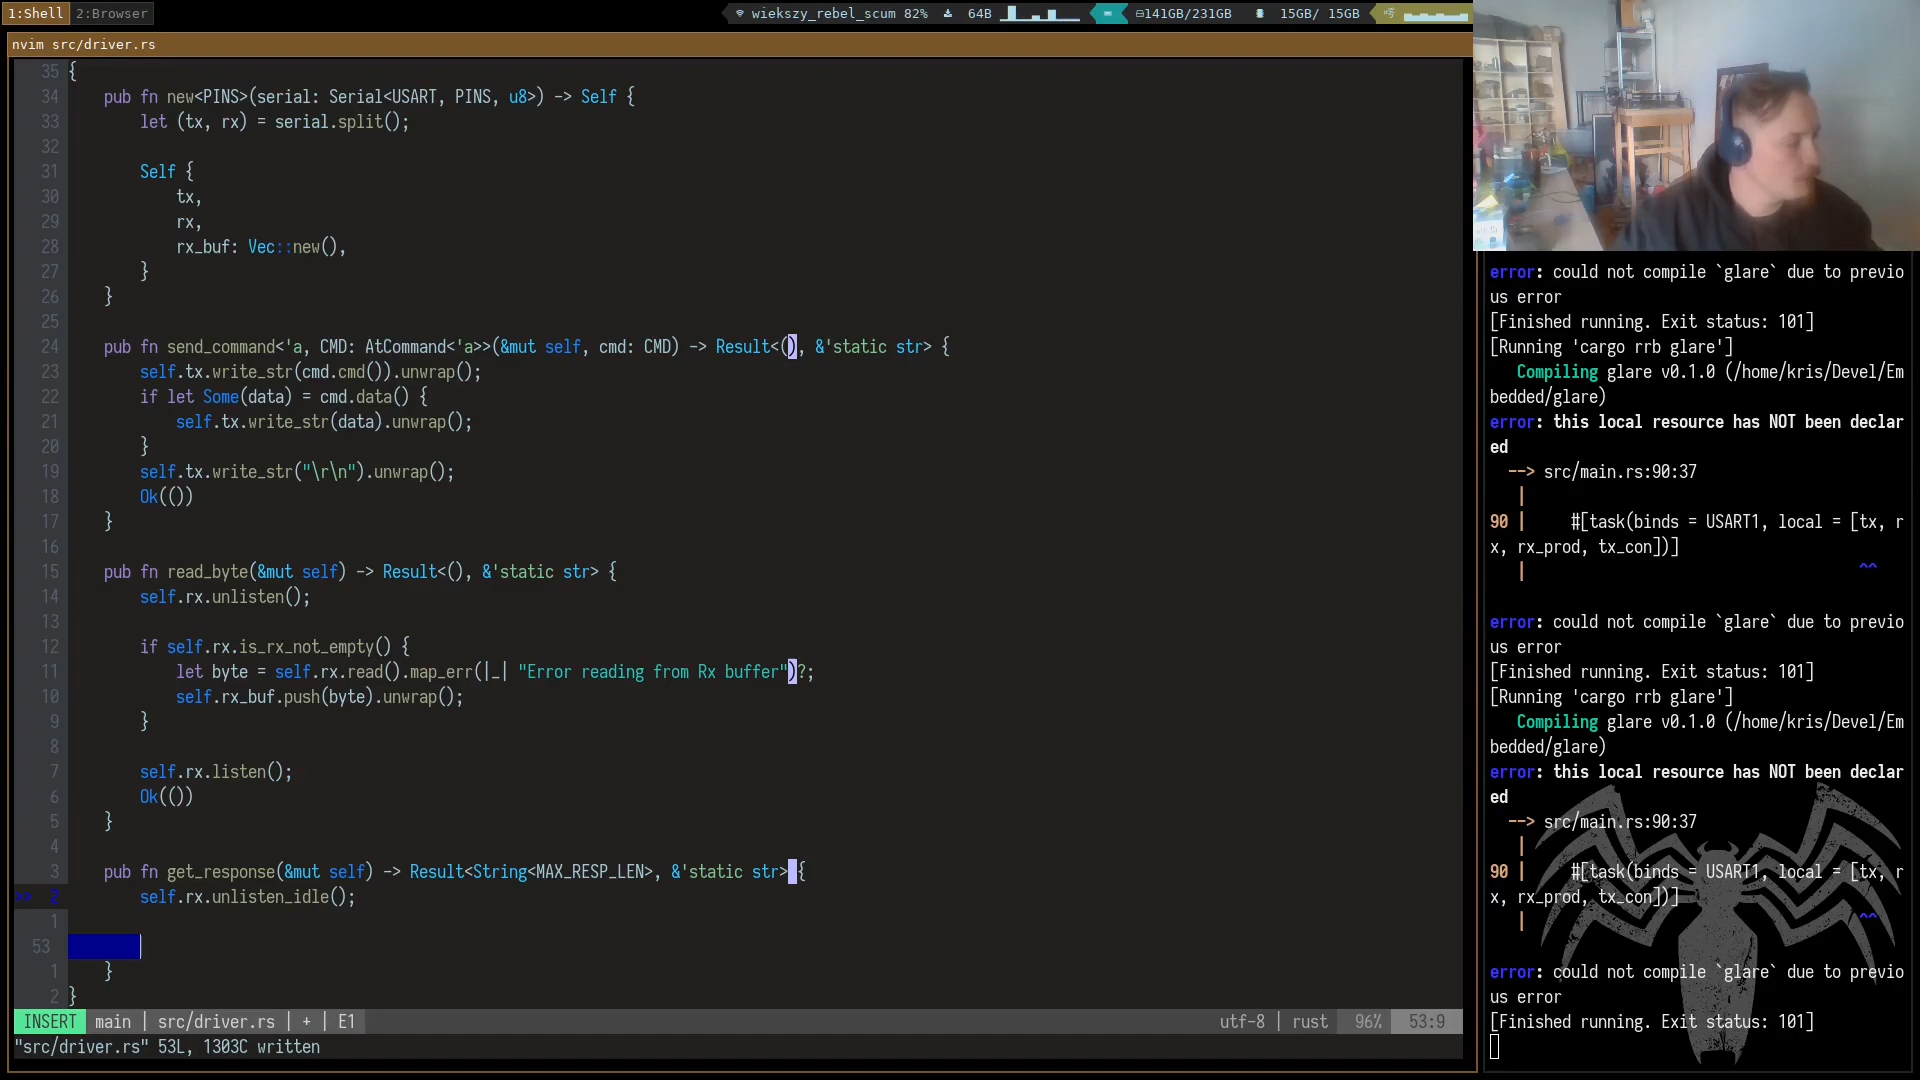 1:Shell 2:Browser
wiekszy_rebel_scum 82% 64B 141GB/231GB 15GB/ 15GB
nvim src/driver.rs
35 {
34 pub fn new<PINS>(serial: Serial<USART, PINS, u8>) -> Self {
33 let (tx, rx) = serial.split();
32
31 Self {
30 tx,
29 rx,
28 rx_buf: Vec::new(),
27 }
26 }
25
24 pub fn send_command<'a, CMD: AtCommand<'a>>(&mut self, cmd: CMD) -> Result<(), &'static str> {
23 self.tx.write_str(cmd.cmd()).unwrap();
22 if let Some(data) = cmd.data() {
21 self.tx.write_str(data).unwrap();
20 }
19 self.tx.write_str("\r\n").unwrap();
18 Ok(())
17 }
16
15 pub fn read_byte(&mut self) -> Result<(), &'static str> {
14 self.rx.unlisten();
13
12 if self.rx.is_rx_not_empty() {
11 let byte = self.rx.read().map_err(|_| "Error reading from Rx buffer")?;
10 self.rx_buf.push(byte).unwrap();
9 }
8
7 self.rx.listen();
6 Ok(())
5 }
4
3 pub fn get_response(&mut self) -> Result<String<MAX_RESP_LEN>, &'static str> {
>> 2 self.rx.unlisten_idle();
1
53
1 }
2 }
INSERT main | src/driver.rs | + | E1 utf-8 | rust 96% 53:9
"src/driver.rs" 53L, 1303C written
error: could not compile `glare` due to previo
us error
[Finished running. Exit status: 101]
[Running 'cargo rrb glare']
Compiling glare v0.1.0 (/home/kris/Devel/Em
bedded/glare)
error: this local resource has NOT been declar
ed
--> src/main.rs:90:37
|
90 | #[task(binds = USART1, local = [tx, r
x, rx_prod, tx_con])]
| ^^
error: could not compile `glare` due to previo
us error
[Finished running. Exit status: 101]
[Running 'cargo rrb glare']
Compiling glare v0.1.0 (/home/kris/Devel/Em
bedded/glare)
error: this local resource has NOT been declar
ed
--> src/main.rs:90:37
|
90 | #[task(binds = USART1, local = [tx, r
x, rx_prod, tx_con])]
| ^^
error: could not compile `glare` due to previo
us error
[Finished running. Exit status: 101]